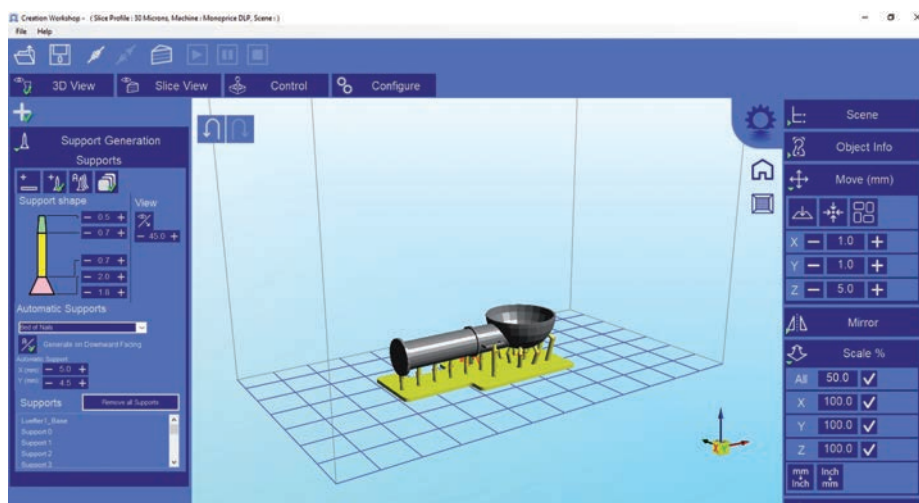 Creation Workshop - ( Slice Profile : 30 Microns, Machine : Monoprice DLP, Scene : )
File Help
3D View Slice View Control Configure
Support Generation
Supports
Support shape View
0.5
0.7
45.0
0.7
2.0
1.8
Automatic Supports
Bed of Nails
Generate on Downward Facing
Automatic Support
X (mm) 5.0
Y (mm) 4.5
Supports Remove all Supports
Support 0
Support 1
Support 2
Support 3
Scene
Object Info
Move (mm)
X 1.0
Y 1.0
Z 5.0
Mirror
Scale %
All 50.0
X 100.0
Y 100.0
Z 100.0
mm Inch
Inch mm